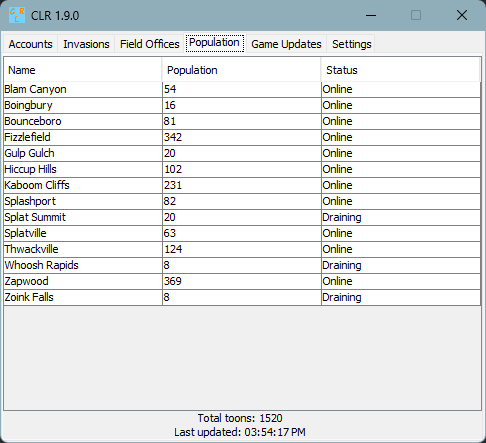 CLR 1.9.0
Accounts Invasions Field Offices Population Game Updates Settings
Name Population Status
Blam Canyon 54 Online
Boingbury 16 Online
Bounceboro 81 Online
Fizzlefield 342 Online
Gulp Gulch 20 Online
Hiccup Hills 102 Online
Kaboom Cliffs 231 Online
Splashport 82 Online
Splat Summit 20 Draining
Splatville 63 Online
Thwackville 124 Online
Whoosh Rapids 8 Draining
Zapwood 369 Online
Zoink Falls 8 Draining
Total toons: 1520
Last updated: 03:54:17 PM